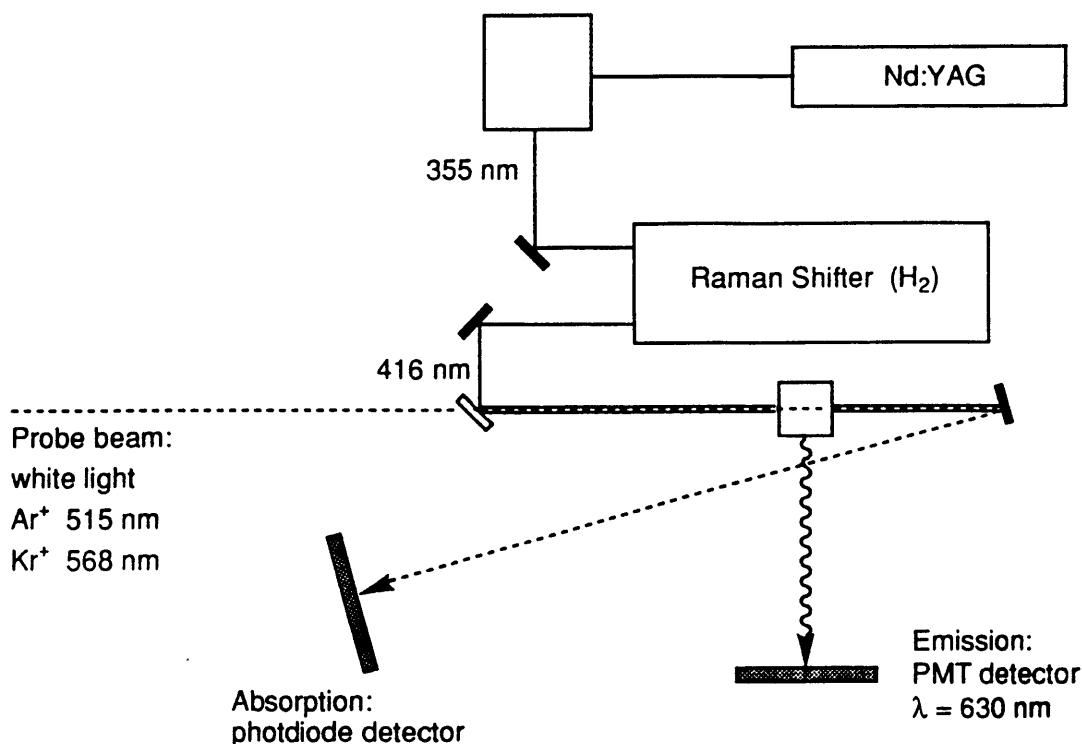 Nd:YAG
355 nm
Raman Shifter (H₂)
416 nm
Probe beam:
white light
Ar⁺ 515 nm
Kr⁺ 568 nm
Absorption:
photdiode detector
Emission:
PMT detector
λ = 630 nm